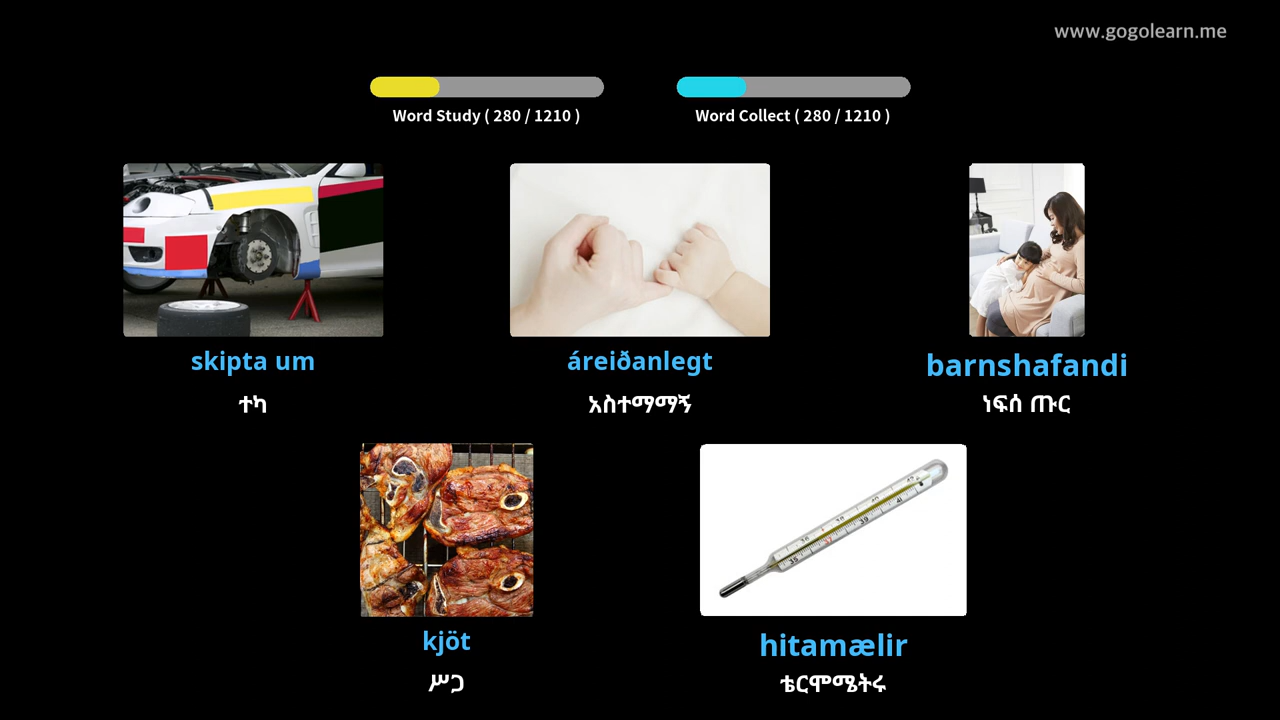 www.gogolearn.me
Word Study ( 280 / 1210 )
Word Collect ( 280 / 1210 )
skipta um
ተካ
áreiðanlegt
አስተማማኝ
barnshafandi
ነፍሰ ጡር
kjöt
ሥጋ
hitamælir
ቴርሞሜትሩ